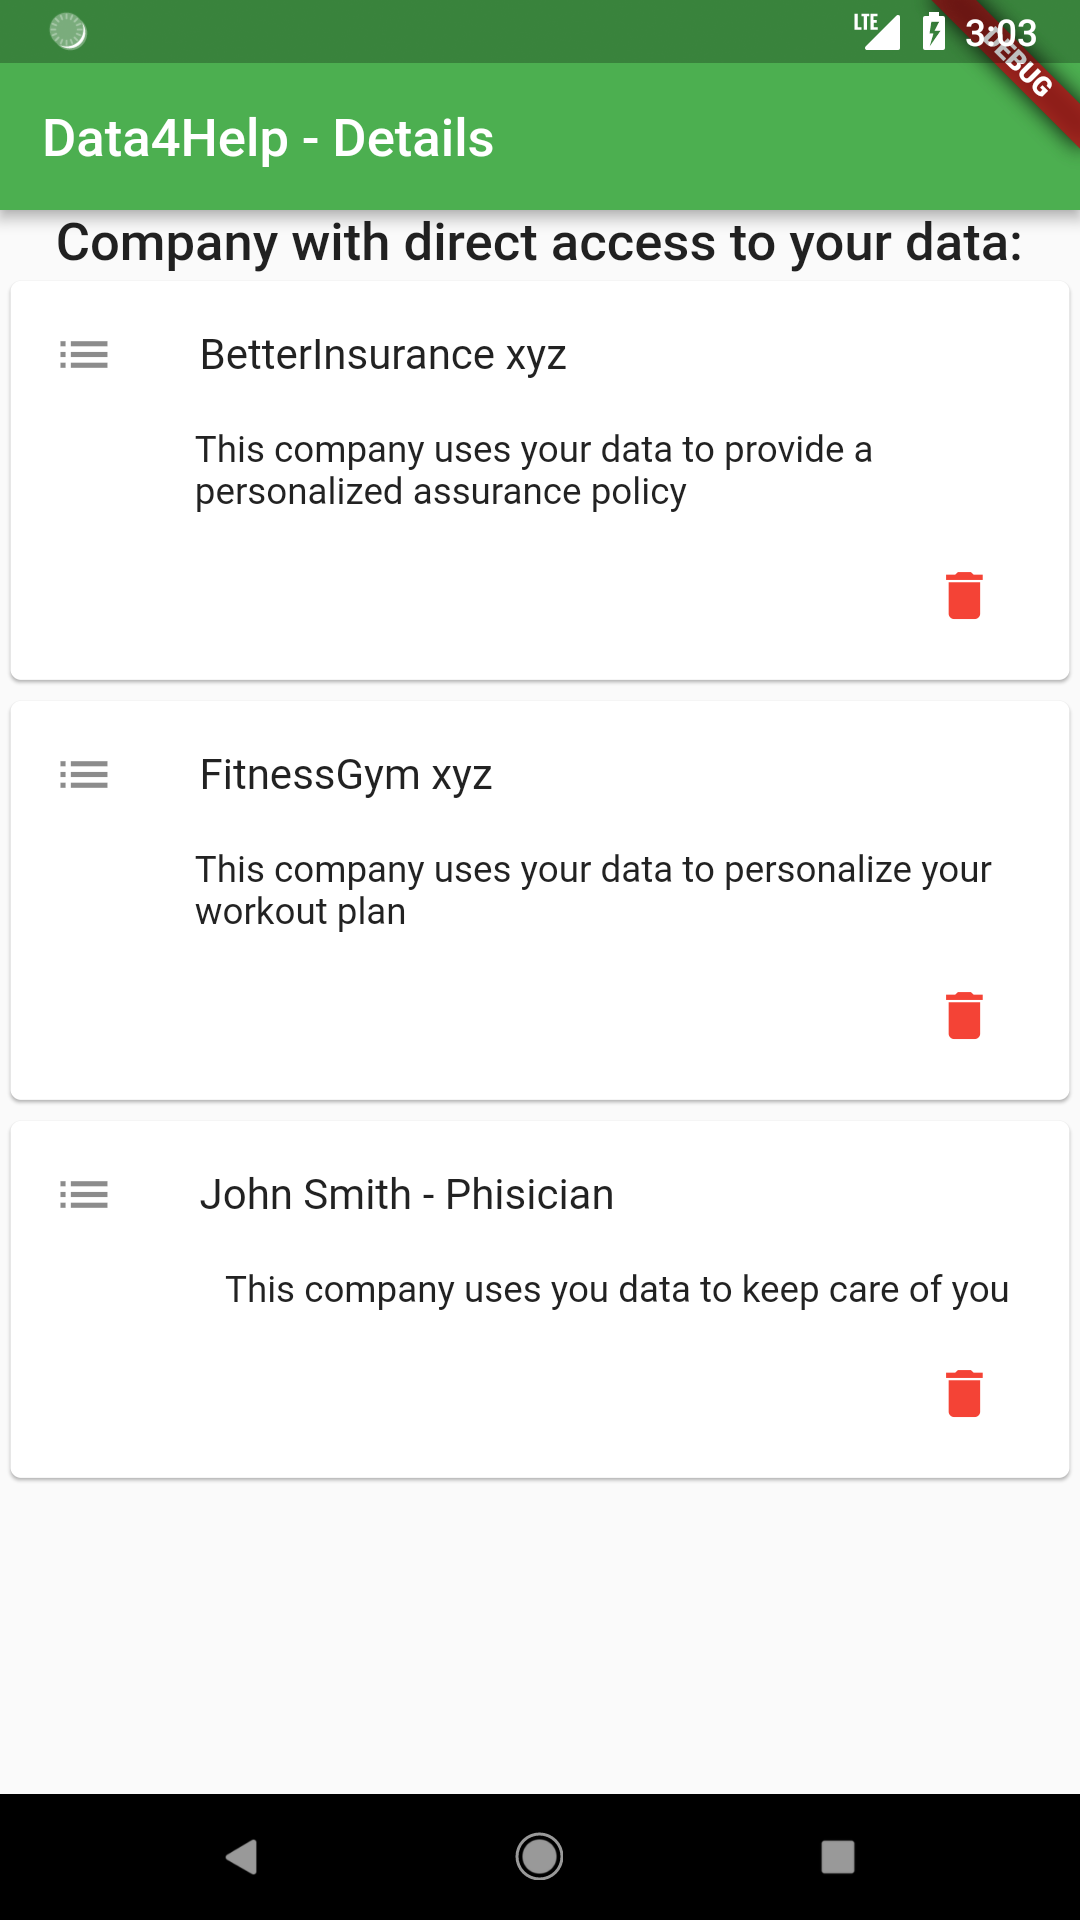 LTE 3:03
DEBUG
Data4Help - Details
Company with direct access to your data:
BetterInsurance xyz
This company uses your data to provide a
personalized assurance policy
FitnessGym xyz
This company uses your data to personalize your
workout plan
John Smith - Phisician
This company uses you data to keep care of you